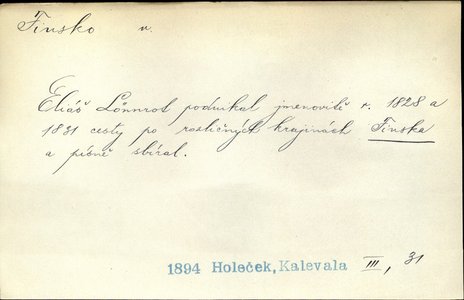 Finsko n.
Eliáš Lönnrot podnikal jmenovitě r. 1828 a
1831 cesty po rozličných krajinách Finska
a písně sbíral.
1894 Holeček, Kalevala III, 31